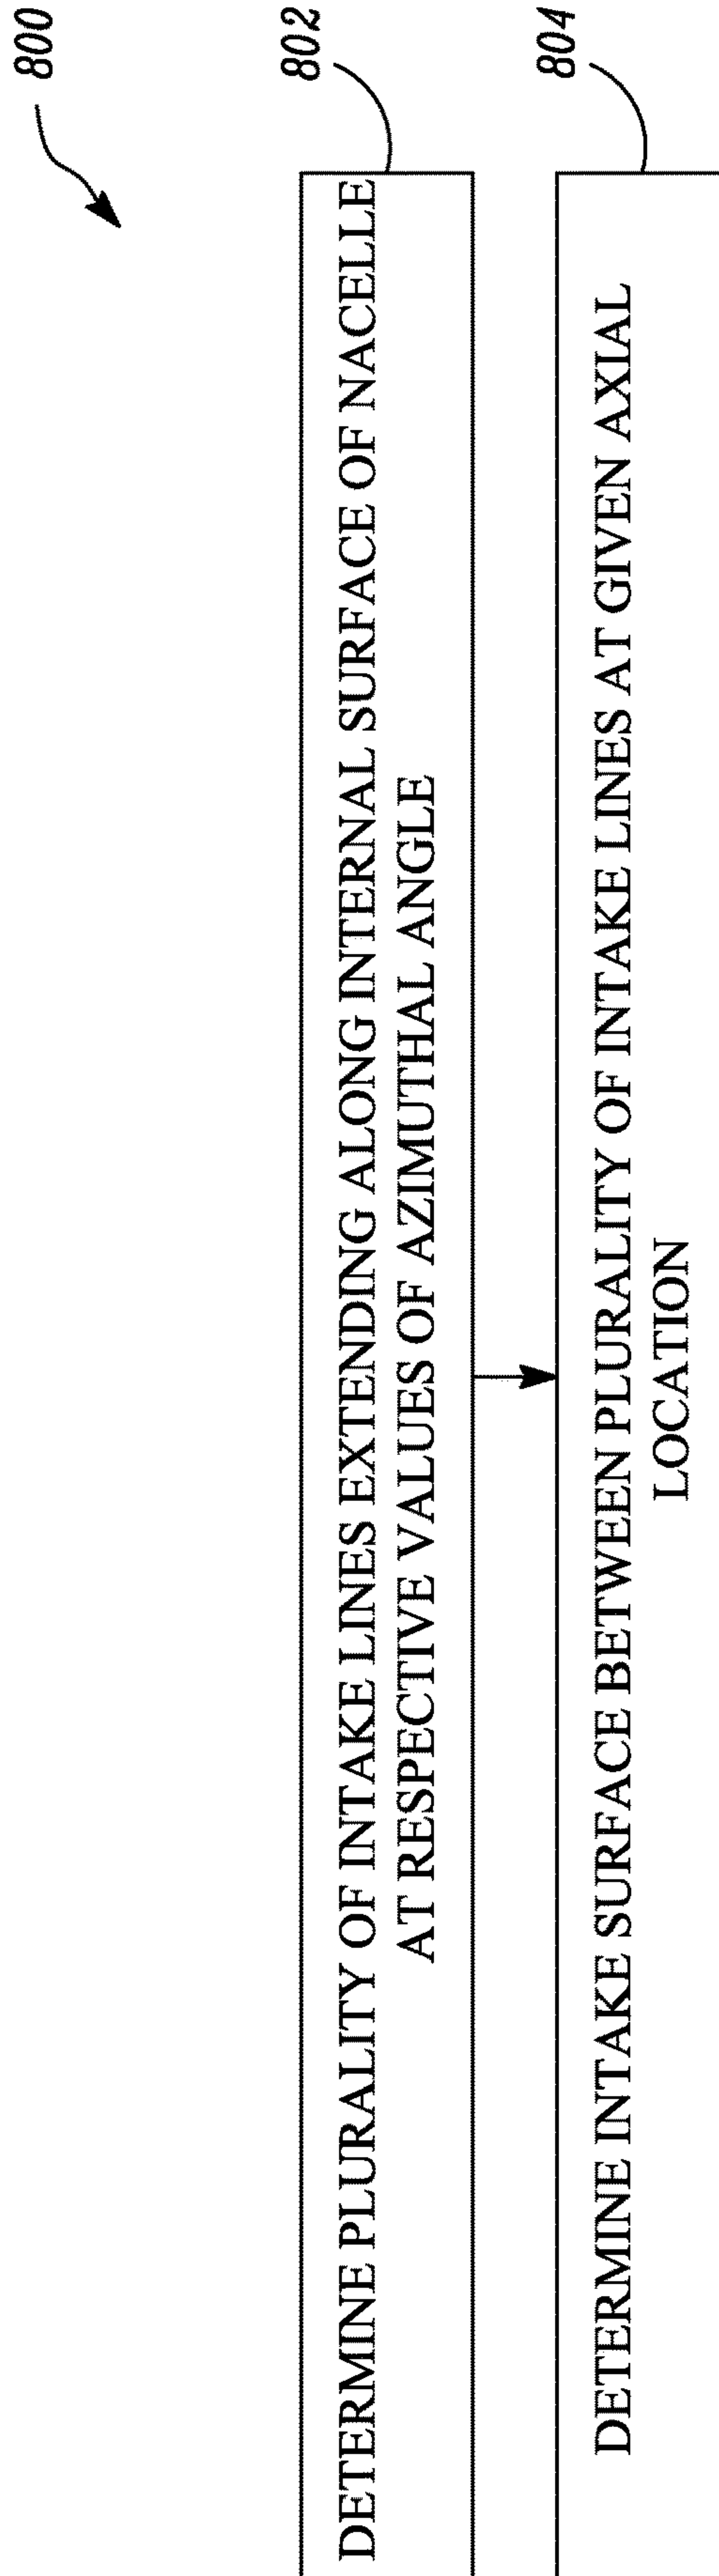 800
802
DETERMINE PLURALITY OF INTAKE LINES EXTENDING ALONG INTERNAL SURFACE OF NACELLE
AT RESPECTIVE VALUES OF AZIMUTHAL ANGLE
804
DETERMINE INTAKE SURFACE BETWEEN PLURALITY OF INTAKE LINES AT GIVEN AXIAL
LOCATION